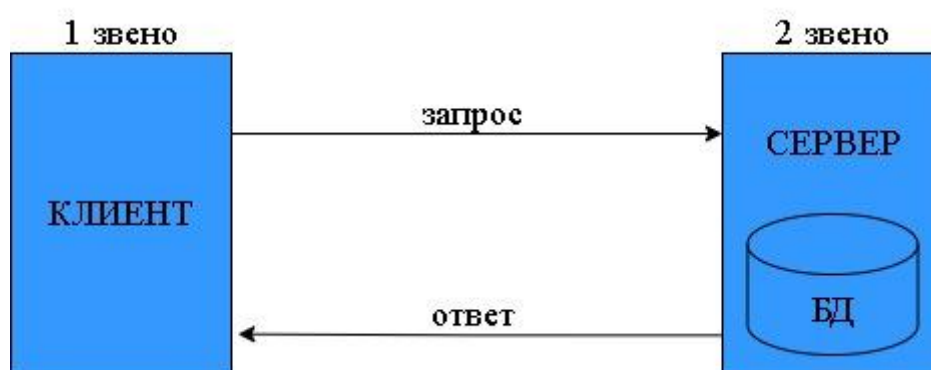 1 звено
2 звено
запрос
СЕРВЕР
КЛИЕНТ
БД
ответ